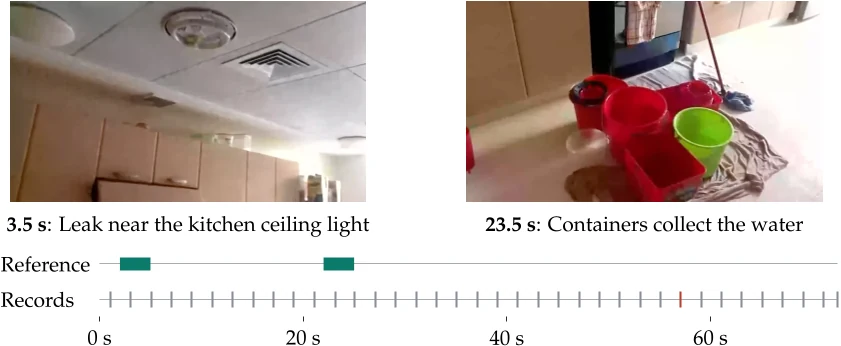 3.5 s: Leak near the kitchen ceiling light
23.5 s: Containers collect the water
Reference
Records
0 s 20 s 40 s 60 s